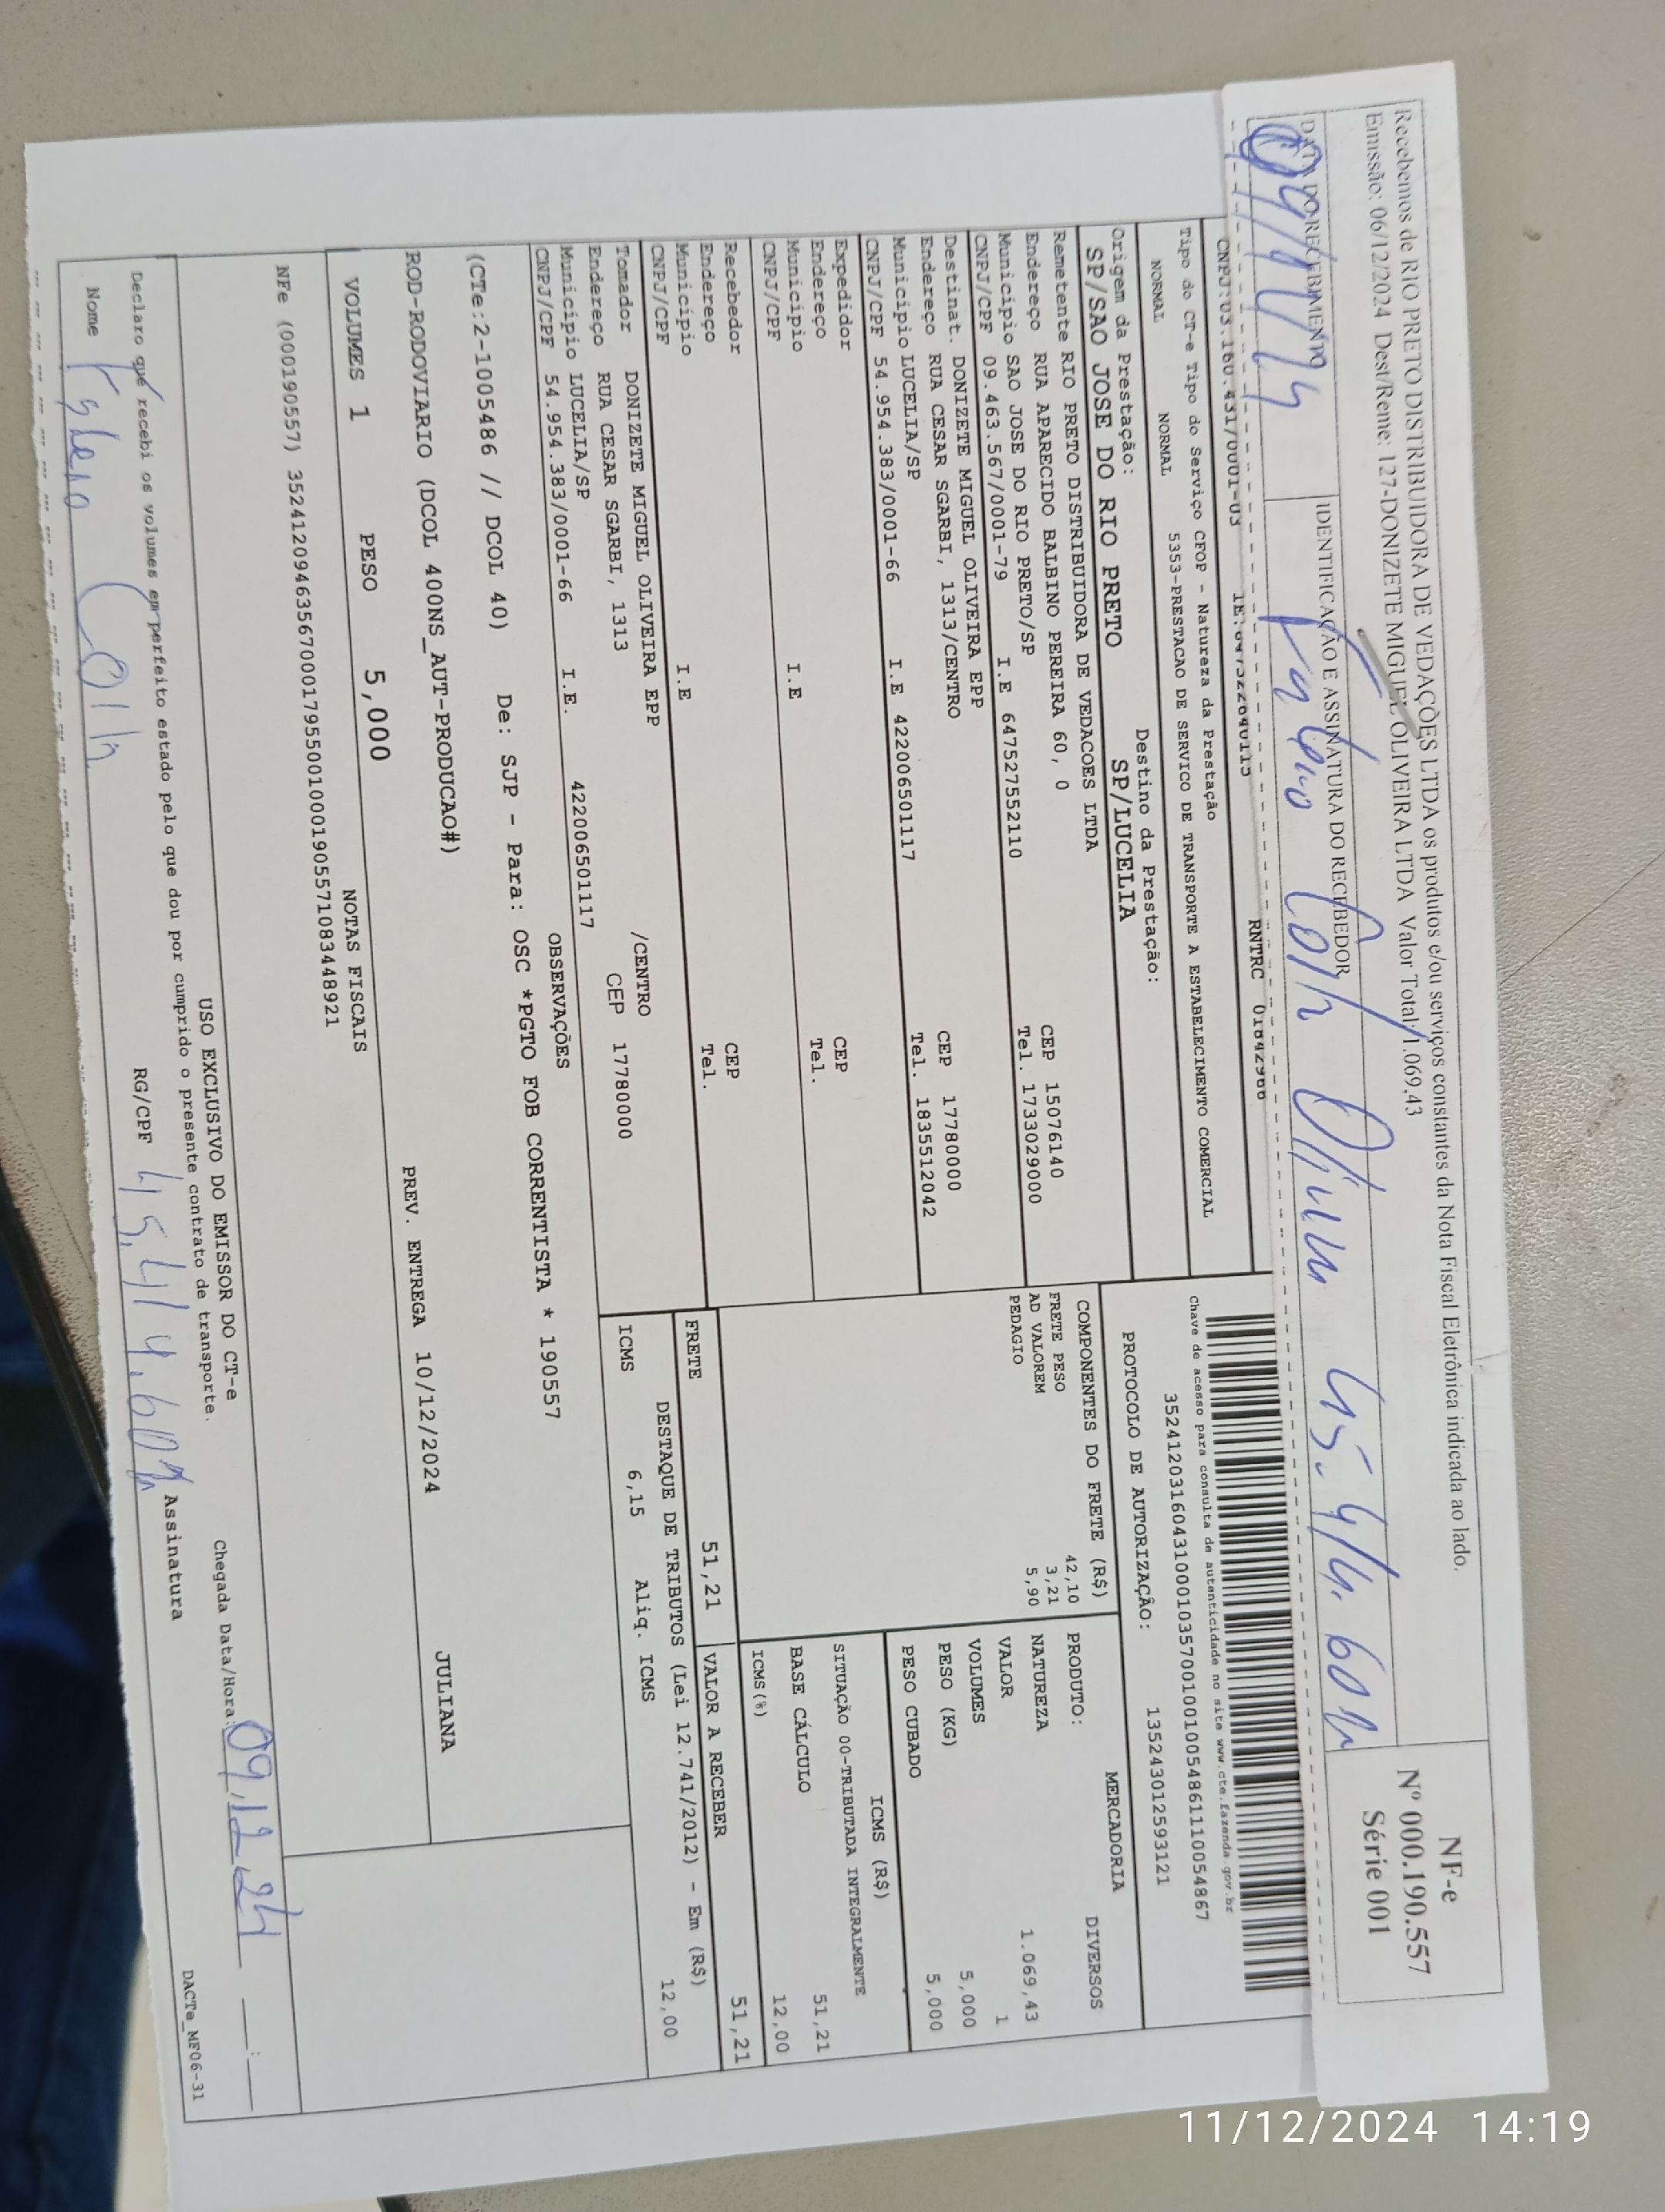 Recebemos de RIO PRETO DISTRIBUIDORA DE VEDAÇÕES LTDA os produtos e/ou serviços constantes da Nota Fiscal Eletrônica indicada ao lado.
Emissão: 06/12/2024 Dest/Reme: 127-DONIZETE MIGUEL OLIVEIRA LTDA Valor Total: 1.069,43
NF-e
Nº 000.190.557
Série 001
DATA DO RECEBIMENTO
IDENTIFICAÇÃO E ASSINATURA DO RECEBEDOR
RNTRC
Tipo do CT-e Tipo do Serviço CFOP - Natureza da Prestação
NORMAL NORMAL 5353-PRESTACAO DE SERVICO DE TRANSPORTE A ESTABELECIMENTO COMERCIAL
Chave de acesso para consulta de autenticidade no site www.cte.fazenda.gov.br
35241203160431000103570010010054861110054867
Origem da Prestação: Destino da Prestação:
SP/SAO JOSE DO RIO PRETO SP/LUCELIA
PROTOCOLO DE AUTORIZAÇÃO: 135243012593121
Remetente RIO PRETO DISTRIBUIDORA DE VEDACOES LTDA
Endereço RUA APARECIDO BALBINO PEREIRA 60, 0 CEP 15076140
Municipio SAO JOSE DO RIO PRETO/SP Tel. 1733029000
CNPJ/CPF 09.463.567/0001-79 I.E 647527552110
Destinat. DONIZETE MIGUEL OLIVEIRA EPP
Endereço RUA CESAR SGARBI, 1313/CENTRO CEP 17780000
Municipio LUCELIA/SP Tel. 1835512042
CNPJ/CPF 54.954.383/0001-66 I.E 422006501117
Expedidor
Endereço CEP
Municipio Tel.
CNPJ/CPF I.E
Recebedor
Endereço CEP
Municipio Tel.
CNPJ/CPF I.E
COMPONENTES DO FRETE (R$)
FRETE PESO 42,10
AD VALOREM 3,21
PEDAGIO 5,90
MERCADORIA
PRODUTO: DIVERSOS
NATUREZA
VALOR 1.069,43
VOLUMES 1
PESO (KG) 5,000
PESO CUBADO 5,000
ICMS (R$)
SITUAÇÃO 00-TRIBUTADA INTEGRALMENTE
BASE CÁLCULO 51,21
ICMS(%) 12,00
Tomador DONIZETE MIGUEL OLIVEIRA EPP
Endereço RUA CESAR SGARBI, 1313 /CENTRO
Municipio LUCELIA/SP CEP 17780000
CNPJ/CPF 54.954.383/0001-66 I.E. 422006501117
FRETE 51,21 VALOR A RECEBER 51,21
DESTAQUE DE TRIBUTOS (Lei 12.741/2012) - Em (R$)
ICMS 6,15 Aliq. ICMS 12,00
OBSERVAÇÕES
(CTe:2-1005486 // DCOL 40) De: SJP - Para: OSC *PGTO FOB CORRENTISTA * 190557
ROD-RODOVIARIO (DCOL 400NS_AUT-PRODUCAO#) PREV. ENTREGA 10/12/2024 JULIANA
VOLUMES 1 PESO 5,000
NOTAS FISCAIS
NFe (000190557) 35241209463567000179550010001905571083448921
USO EXCLUSIVO DO EMISSOR DO CT-e
Declaro que recebi os volumes em perfeito estado pelo que dou por cumprido o presente contrato de transporte.
Chegada Data/Hora: 09.12.24
Nome RG/CPF Assinatura
DACTe_MF06-31
11/12/2024 14:19